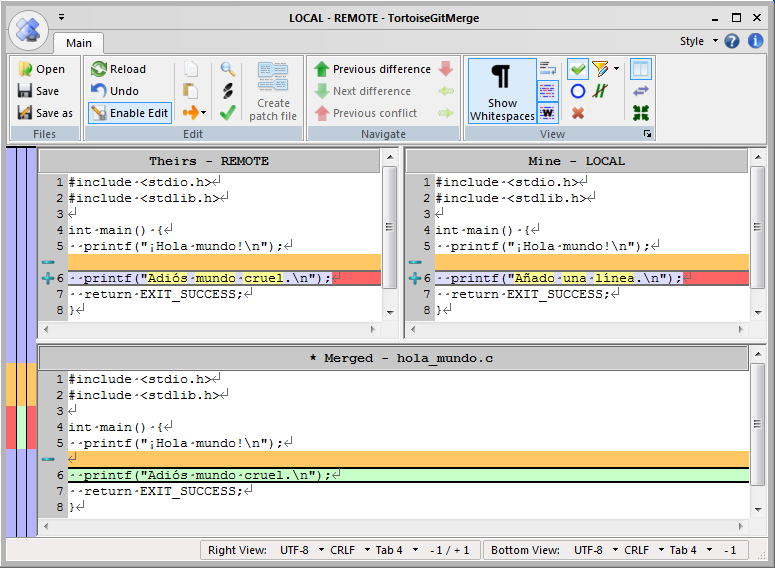 LOCAL - REMOTE - TortoiseGitMerge
Main
Style
Open
Save
Save as
Files
Reload
Undo
Enable Edit
Create
patch file
Edit
Previous difference
Next difference
Previous conflict
Navigate
Show
Whitespaces
View
Theirs - REMOTE
1 #include·<stdio.h>↵
2 #include·<stdlib.h>↵
3 ↵
4 int·main()·{↵
5 ··printf("¡Hola·mundo!\n");↵
6 ··printf("Adiós·mundo·cruel.\n");↵
7 ··return·EXIT_SUCCESS;↵
8 }↵
Mine - LOCAL
1 #include·<stdio.h>↵
2 #include·<stdlib.h>↵
3 ↵
4 int·main()·{↵
5 ··printf("¡Hola·mundo!\n");↵
6 ··printf("Añado·una·línea.\n");↵
7 ··return·EXIT_SUCCESS;↵
8 }↵
* Merged - hola_mundo.c
1 #include·<stdio.h>↵
2 #include·<stdlib.h>↵
3 ↵
4 int·main()·{↵
5 ··printf("¡Hola·mundo!\n");↵
↵
6 ··printf("Adiós·mundo·cruel.\n");↵
7 ··return·EXIT_SUCCESS;↵
8 }↵
Right View: UTF-8 CRLF Tab 4 - 1 / + 1 Bottom View: UTF-8 CRLF Tab 4 - 1